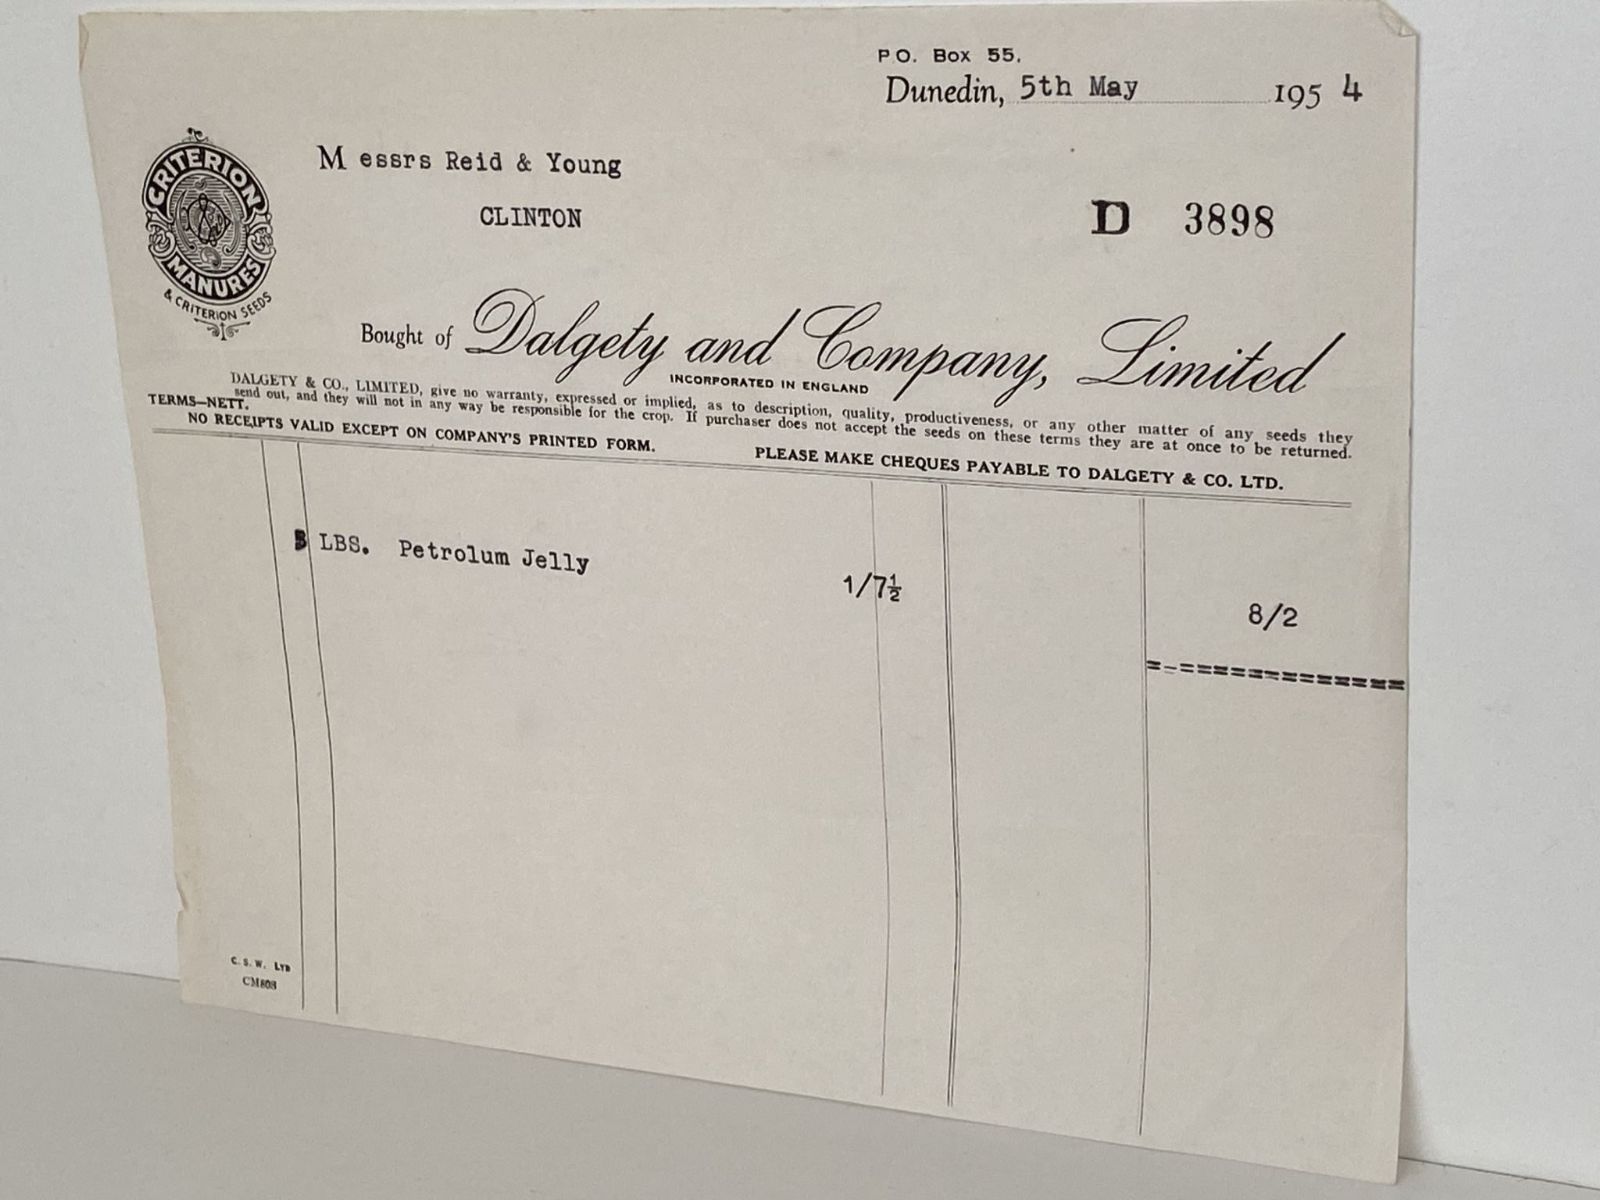 P.O. Box 55.
Dunedin, 5th May 1954
CRITERION
MANURES
& CRITERION SEEDS
Messrs Reid & Young
CLINTON
D 3898
Bought of Dalgety and Company, Limited
INCORPORATED IN ENGLAND
DALGETY & CO., LIMITED, give no warranty, expressed or implied, as to description, quality, productiveness, or any other matter of any seeds they
send out, and they will not in any way be responsible for the crop. If purchaser does not accept the seeds on these terms they are at once to be returned.
TERMS—NETT.
NO RECEIPTS VALID EXCEPT ON COMPANY'S PRINTED FORM. PLEASE MAKE CHEQUES PAYABLE TO DALGETY & CO. LTD.
LBS. Petrolum Jelly 1/7½ 8/2
C. S. W. LTD
CM808